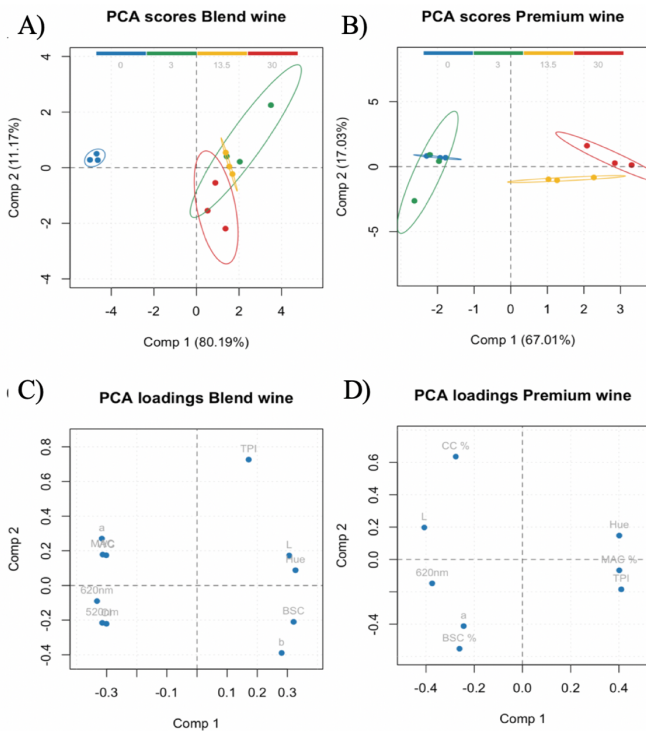 A) PCA scores Blend wine
0 3 13.5 30
4
2
0
-2
-4
Comp 2 (11.17%)
-4 -2 0 2 4
Comp 1 (80.19%)
B) PCA scores Premium wine
0 3 13.5 30
5
0
-5
Comp 2 (17.03%)
-2 -1 0 1 2 3
Comp 1 (67.01%)
C) PCA loadings Blend wine
0.8
0.6
0.4
0.2
0.0
-0.2
-0.4
Comp 2
TPI
a
MAC
L
Hue
620nm
520nm
CI
BSC
b
-0.3 -0.1 0.1 0.2 0.3
Comp 1
D) PCA loadings Premium wine
0.6
0.4
0.2
0.0
-0.4
Comp 2
CC %
L
Hue
MAC %
620nm
TPI
a
BSC %
-0.4 -0.2 0.0 0.2 0.4
Comp 1